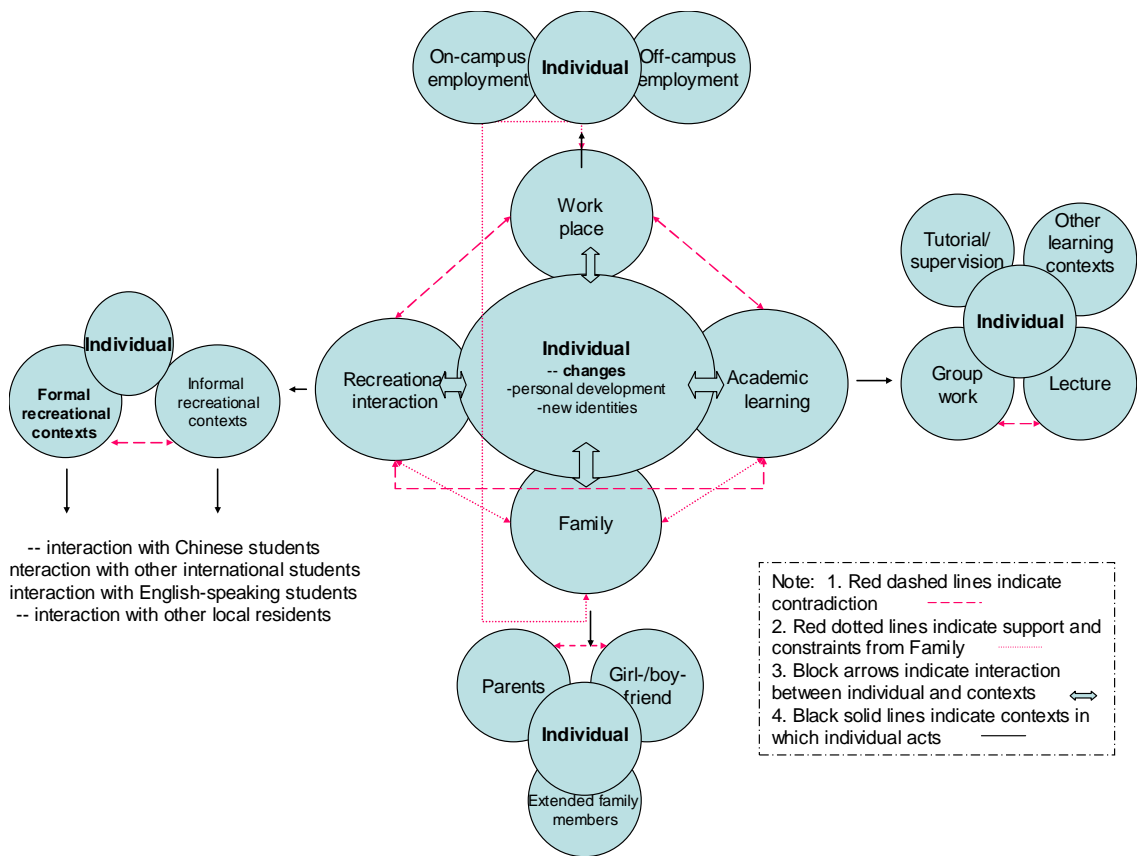 On-campus
employment
Individual
Off-campus
employment
Work
place
Tutorial/
supervision
Other
learning
contexts
Individual
Group
work
Lecture
Individual
Formal
recreational
contexts
Informal
recreational
contexts
Recreationa
interaction
Individual
-- changes
-personal development
-new identities
Academic
learning
Family
-- interaction with Chinese students
nteraction with other international students
interaction with English-speaking students
-- interaction with other local residents
Parents
Girl-/boy-
friend
Individual
Extended family
members
Note: 1. Red dashed lines indicate
contradiction
2. Red dotted lines indicate support and
constraints from Family
3. Block arrows indicate interaction
between individual and contexts
4. Black solid lines indicate contexts in
which individual acts